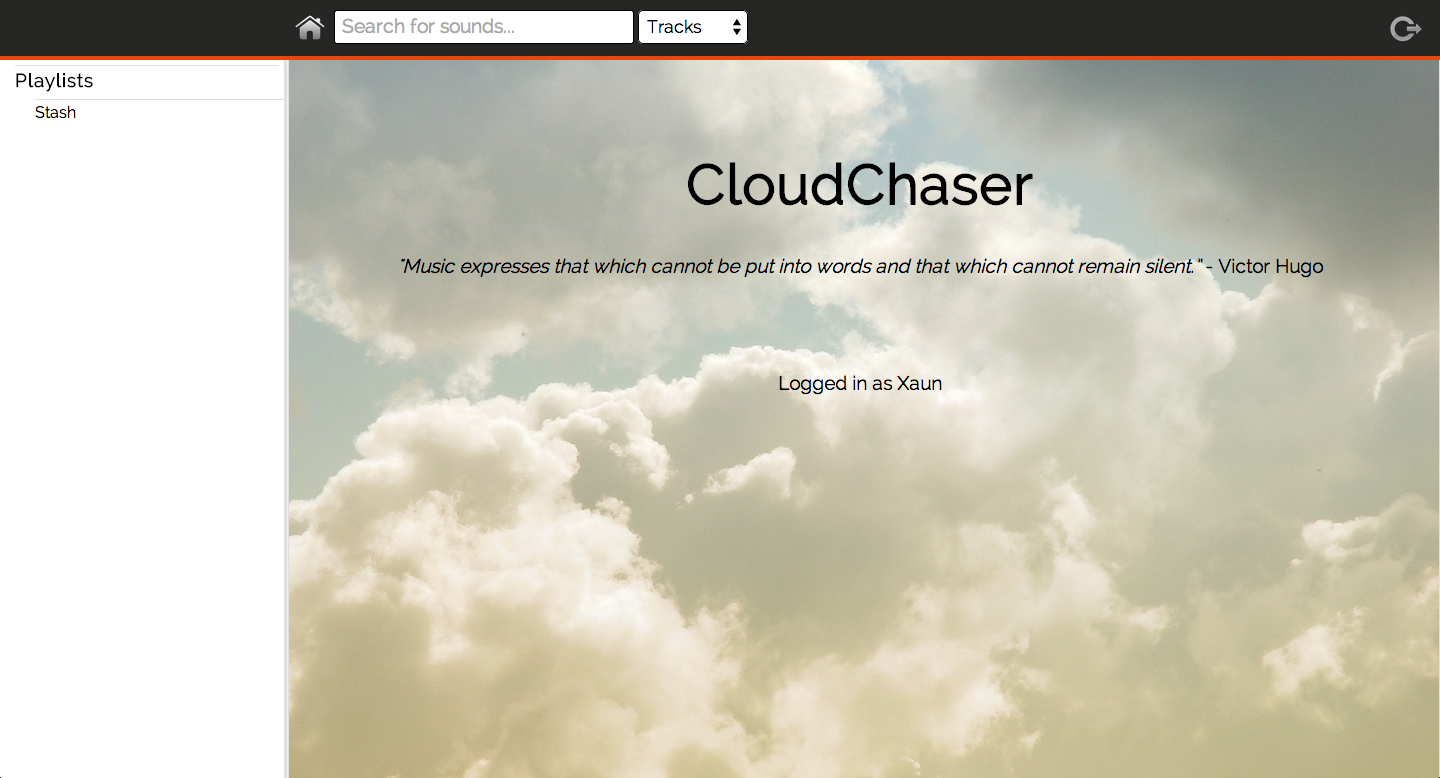 Search for sounds... Tracks
Playlists
Stash
CloudChaser
"Music expresses that which cannot be put into words and that which cannot remain silent." - Victor Hugo
Logged in as Xaun